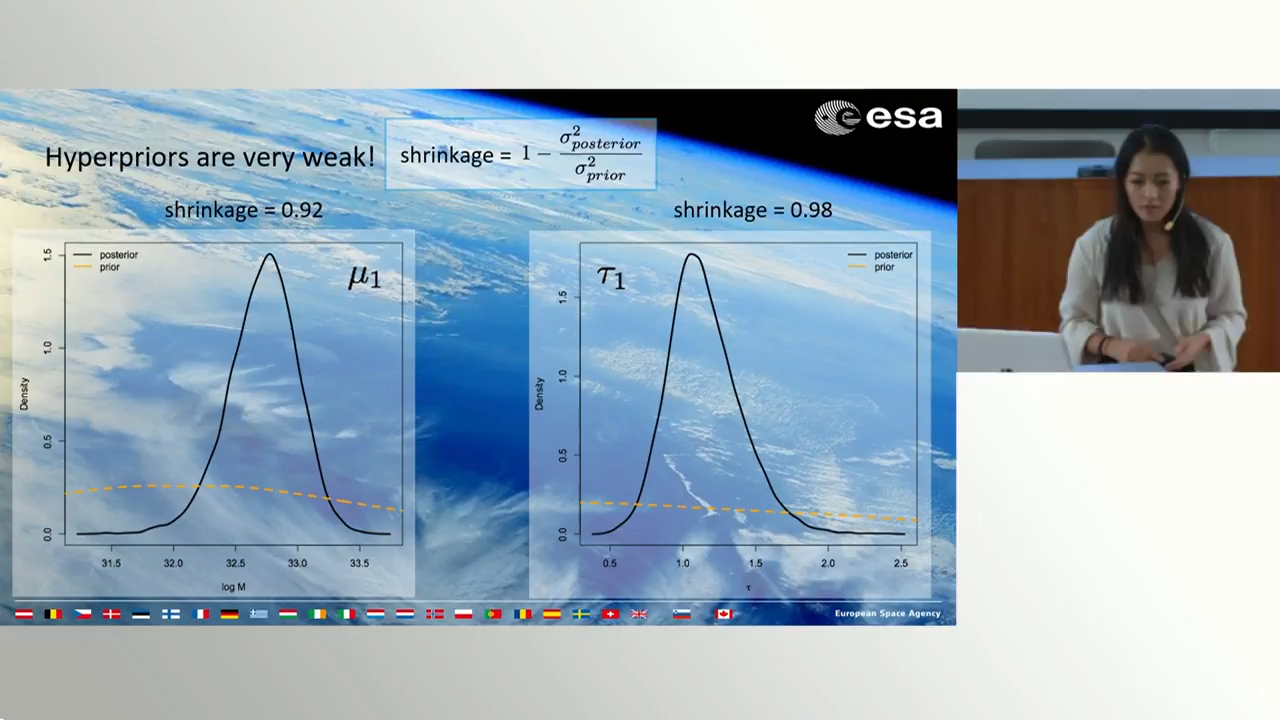 esa
Hyperpriors are very weak!
shrinkage = 1 − σ²posterior / σ²prior
shrinkage = 0.92
shrinkage = 0.98
posterior
prior
μ₁
1.5
1.0
0.5
0.0
Density
31.5 32.0 32.5 33.0 33.5
log M
posterior
prior
τ₁
1.5
1.0
0.5
0.0
Density
0.5 1.0 1.5 2.0 2.5
τ
European Space Agency